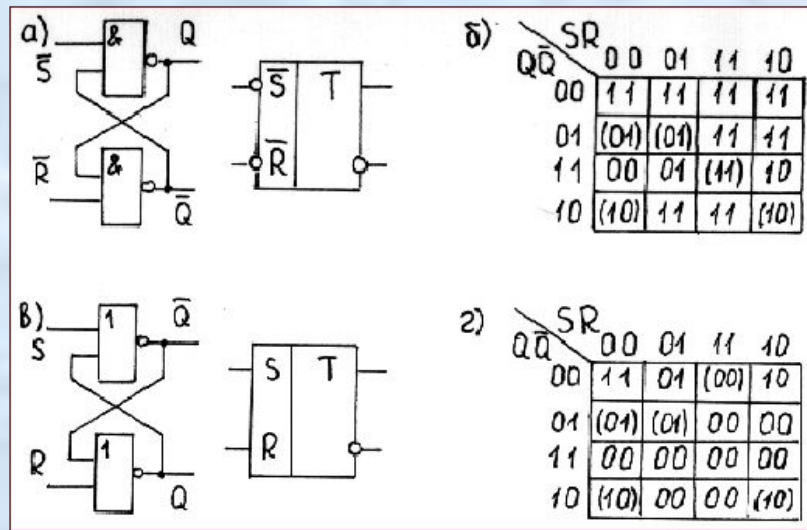 а)
&
Q
S̅
&
R̅
Q̅
S̅ T
R̅
б)
SR
QQ̅ 00 01 11 10
00 11 11 11 11
01 (01) (01) 11 11
11 00 01 (11) 10
10 (10) 11 11 (10)
в)
1
Q̅
S
1
R
Q
S T
R
г)
SR
QQ̅ 00 01 11 10
00 11 01 (00) 10
01 (01) (01) 00 00
11 00 00 00 00
10 (10) 00 00 (10)